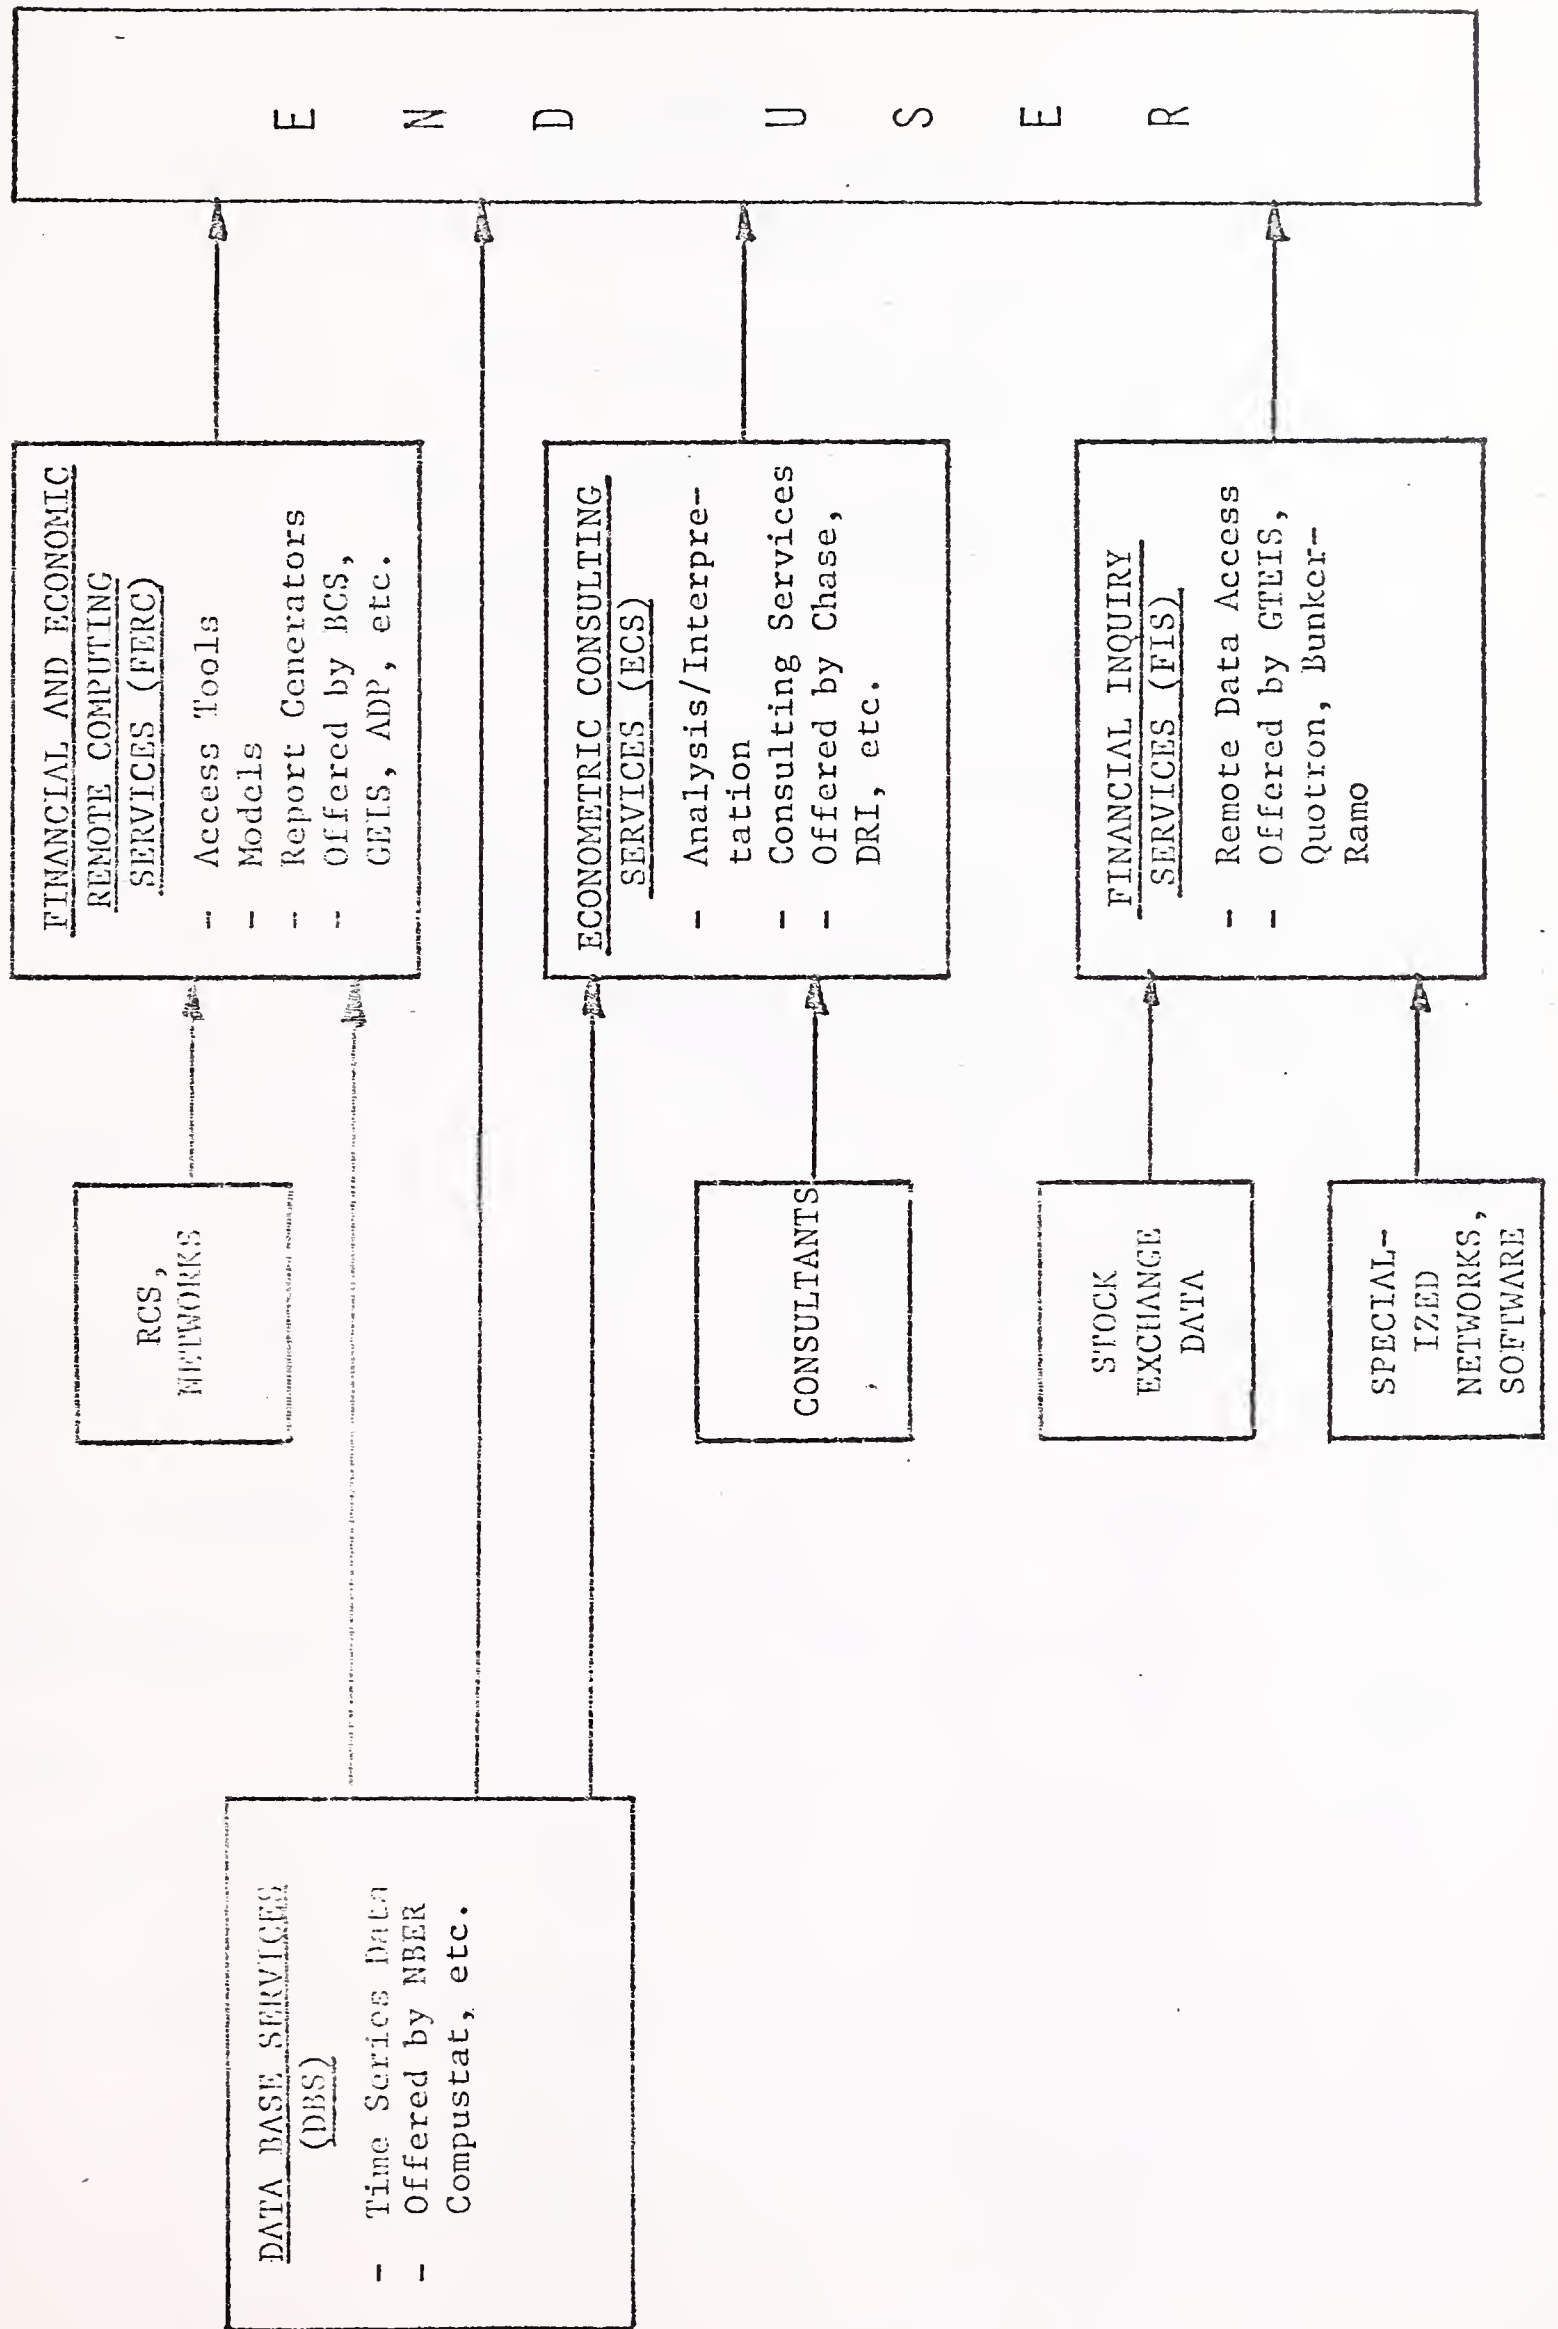 DATA BASE SERVICES
(DBS)
- Time Series Data
- Offered by NBER
Compustat, etc.
RCS,
NETWORKS
CONSULTANTS
STOCK
EXCHANGE
DATA
SPECIAL-
IZED
NETWORKS,
SOFTWARE
FINANCIAL AND ECONOMIC
REMOTE COMPUTING
SERVICES (FERC)
- Access Tools
- Models
- Report Generators
- Offered by BCS,
GEIS, ADP, etc.
ECONOMETRIC CONSULTING
SERVICES (ECS)
- Analysis/Interpre-
tation
- Consulting Services
- Offered by Chase,
DRI, etc.
FINANCIAL INQUIRY
SERVICES (FIS)
- Remote Data Access
- Offered by GTEIS,
Quotron, Bunker-
Ramo
END USER